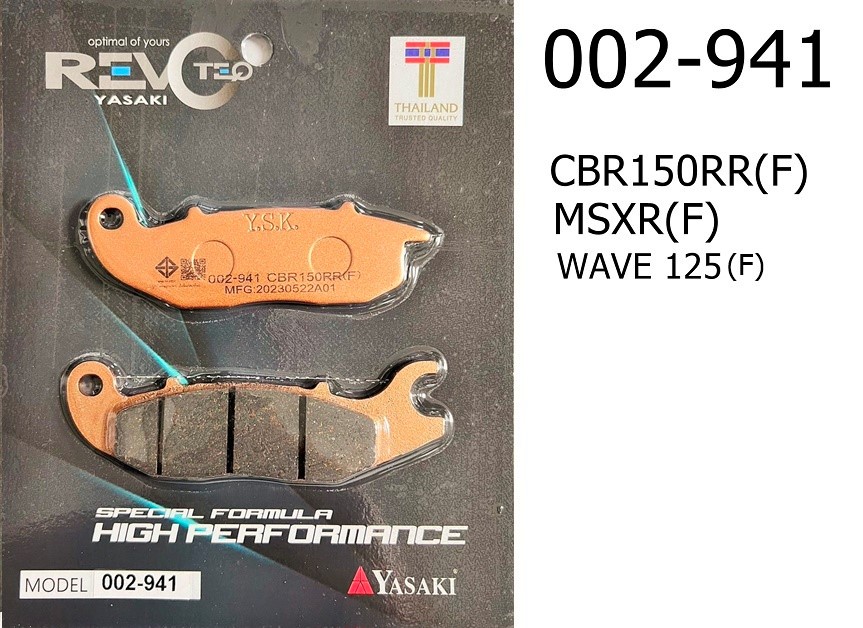 optimal of yours
REVO TEQ
YASAKI
THAILAND
TRUSTED QUALITY
Y.S.K.
002-941 CBR150RR(F)
MFG:20230522A01
SPECIAL FORMULA
HIGH PERFORMANCE
MODEL 002-941
YASAKI
002-941
CBR150RR(F)
MSXR(F)
WAVE 125(F)